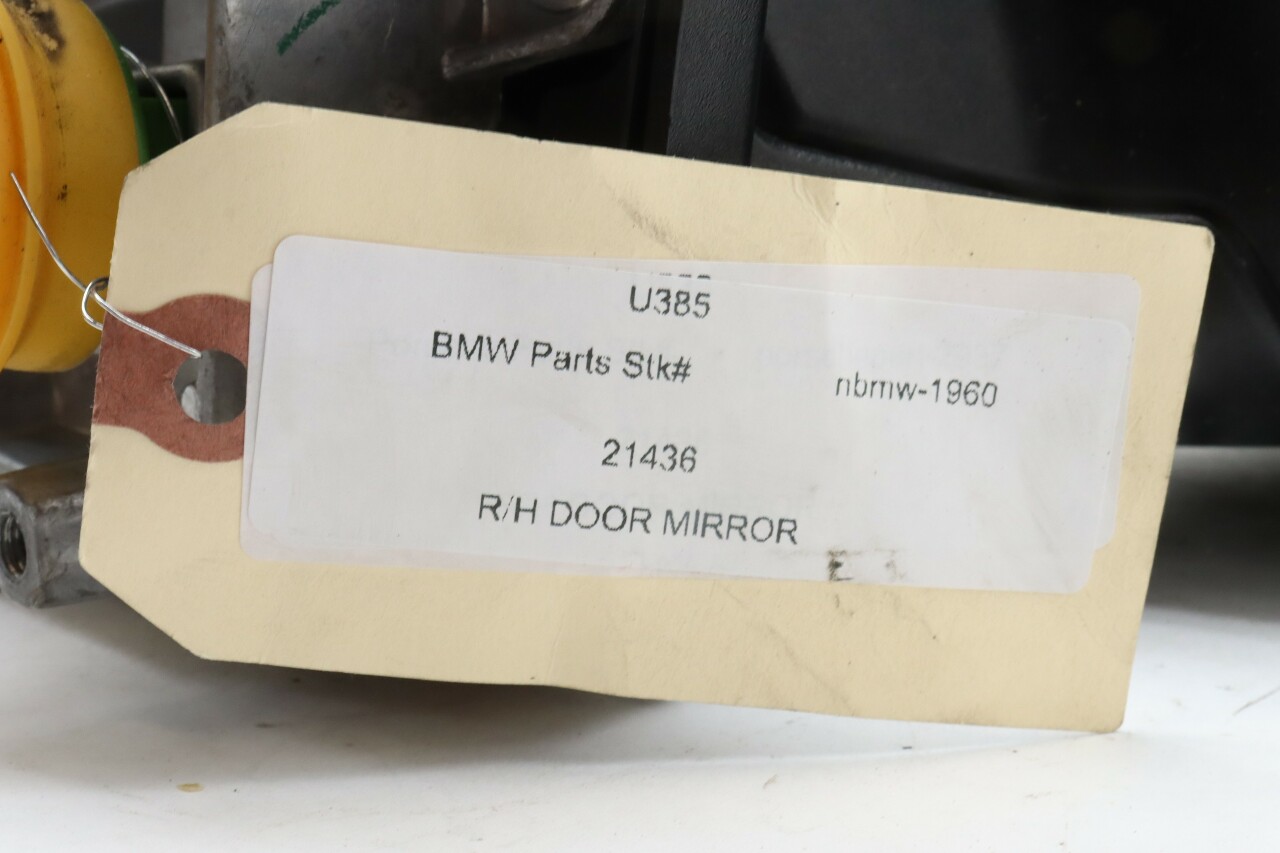 U385
BMW Parts Stk# nbmw-1960
21436
R/H DOOR MIRROR